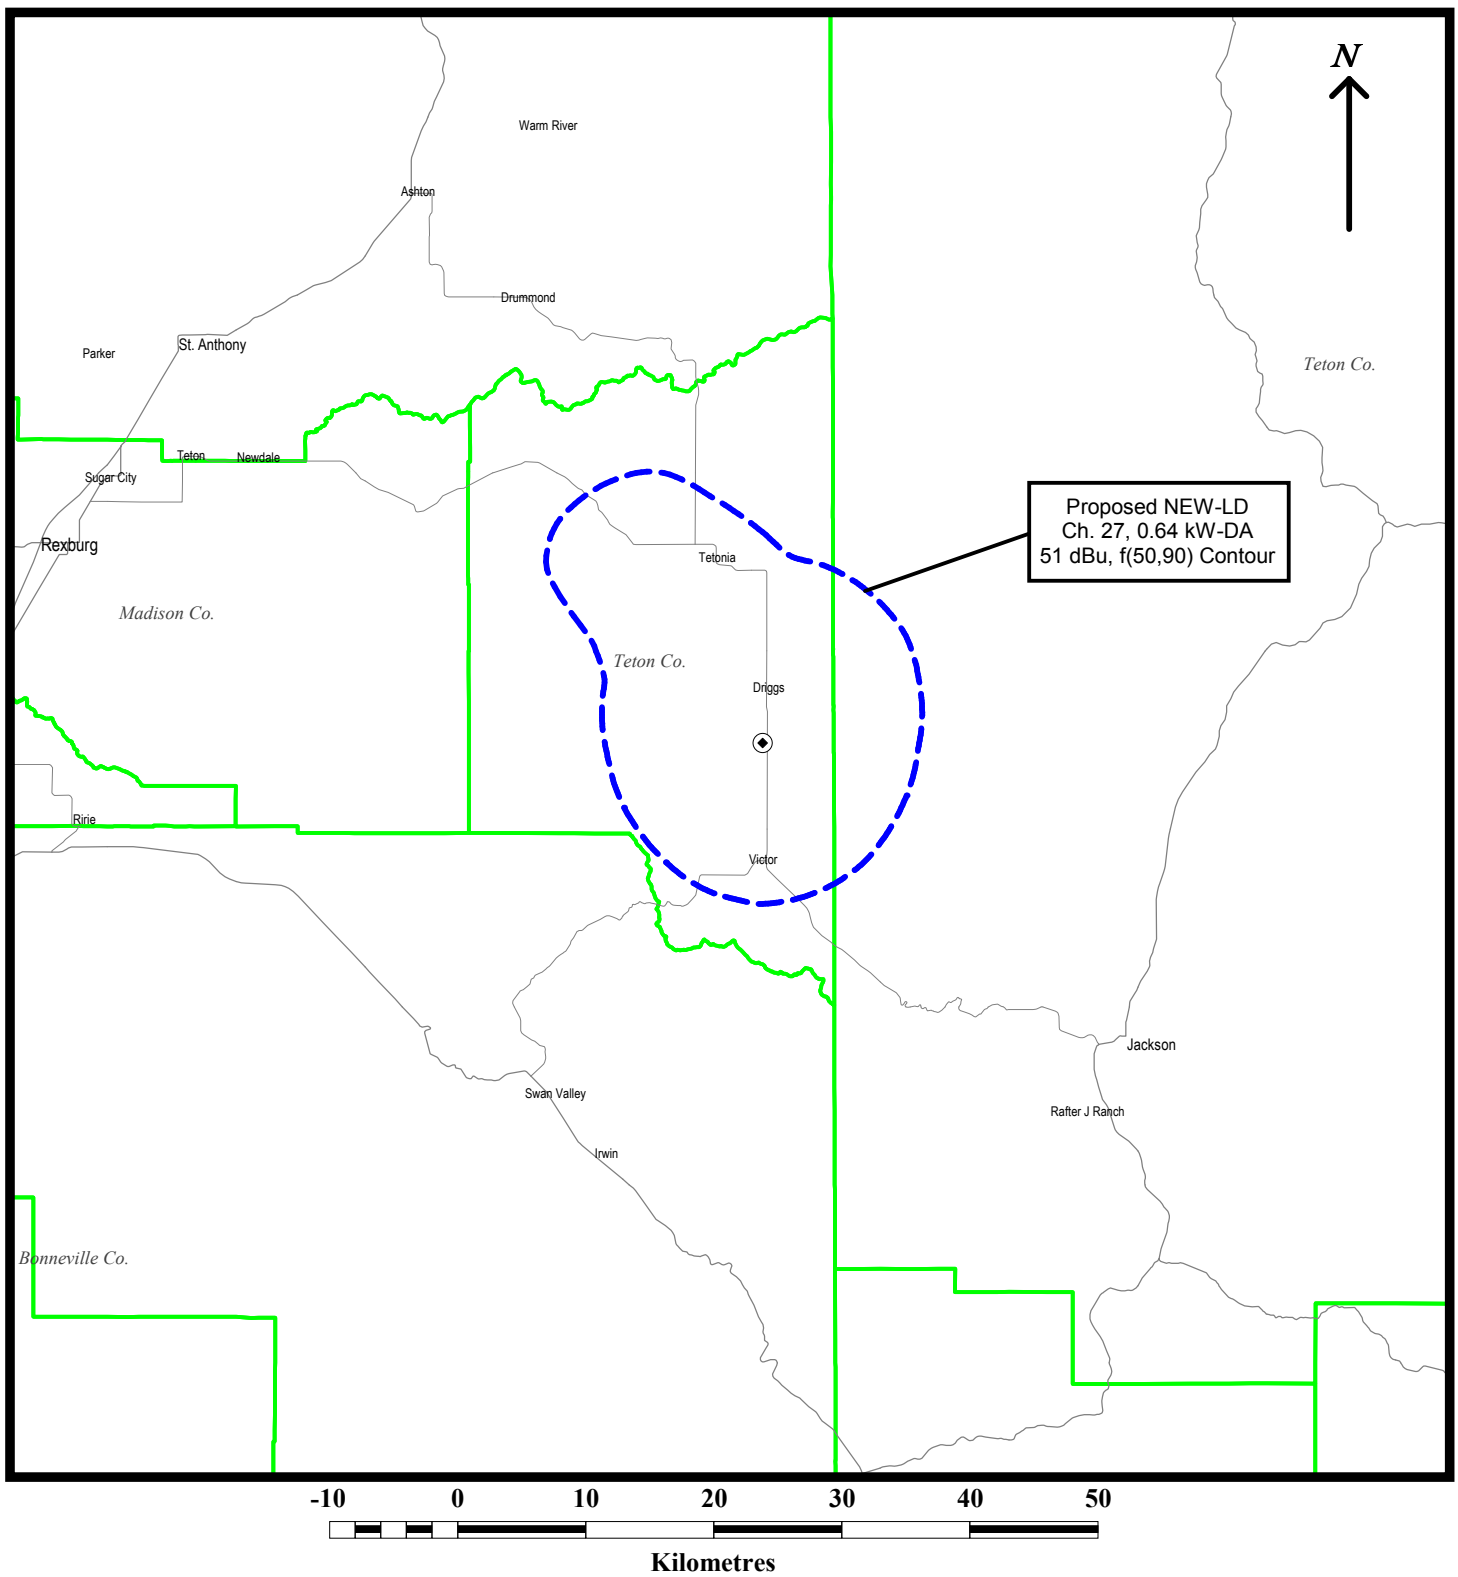 N
Warm River
Ashton
Drummond
St. Anthony
Parker
Teton Co.
Teton
Newdale
Sugar City
Proposed NEW-LD
Ch. 27, 0.64 kW-DA
51 dBu, f(50,90) Contour
Rexburg
Tetonia
Madison Co.
Teton Co.
Driggs
Ririe
Victor
Jackson
Swan Valley
Rafter J Ranch
Irwin
Bonneville Co.
-10 0 10 20 30 40 50
Kilometres